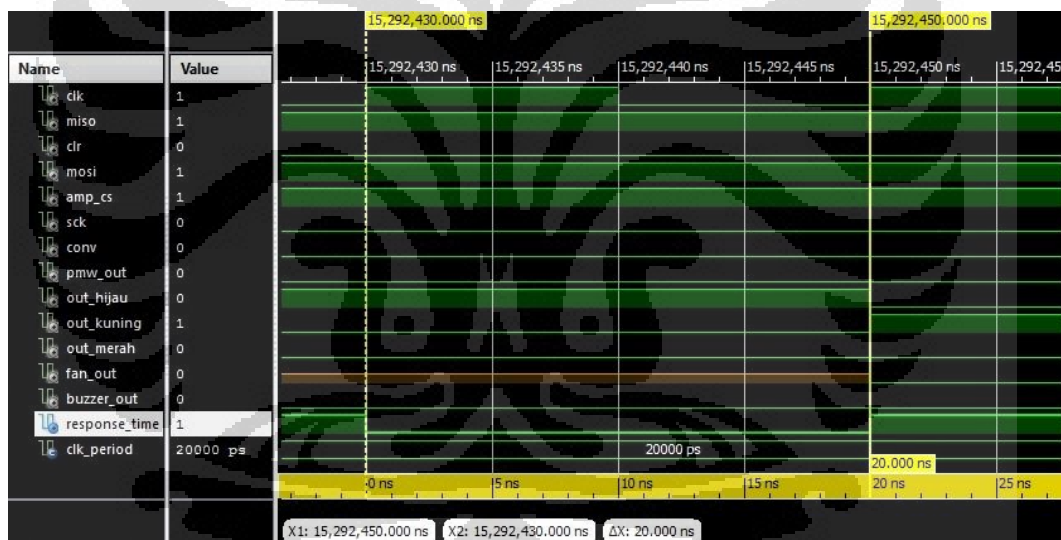 15,292,430.000 ns 15,292,450.000 ns
Name Value 15,292,430 ns 15,292,435 ns 15,292,440 ns 15,292,445 ns 15,292,450 ns 15,292,45
clk 1
miso 1
clr 0
mosi 1
amp_cs 1
sck 0
conv 0
pmw_out 0
out_hijau 0
out_kuning 1
out_merah 0
fan_out 0
buzzer_out 0
response_time 1
clk_period 20000 ps 20000 ps
20.000 ns
0 ns 5 ns 10 ns 15 ns 20 ns 25 ns
X1: 15,292,450.000 ns X2: 15,292,430.000 ns ΔX: 20.000 ns